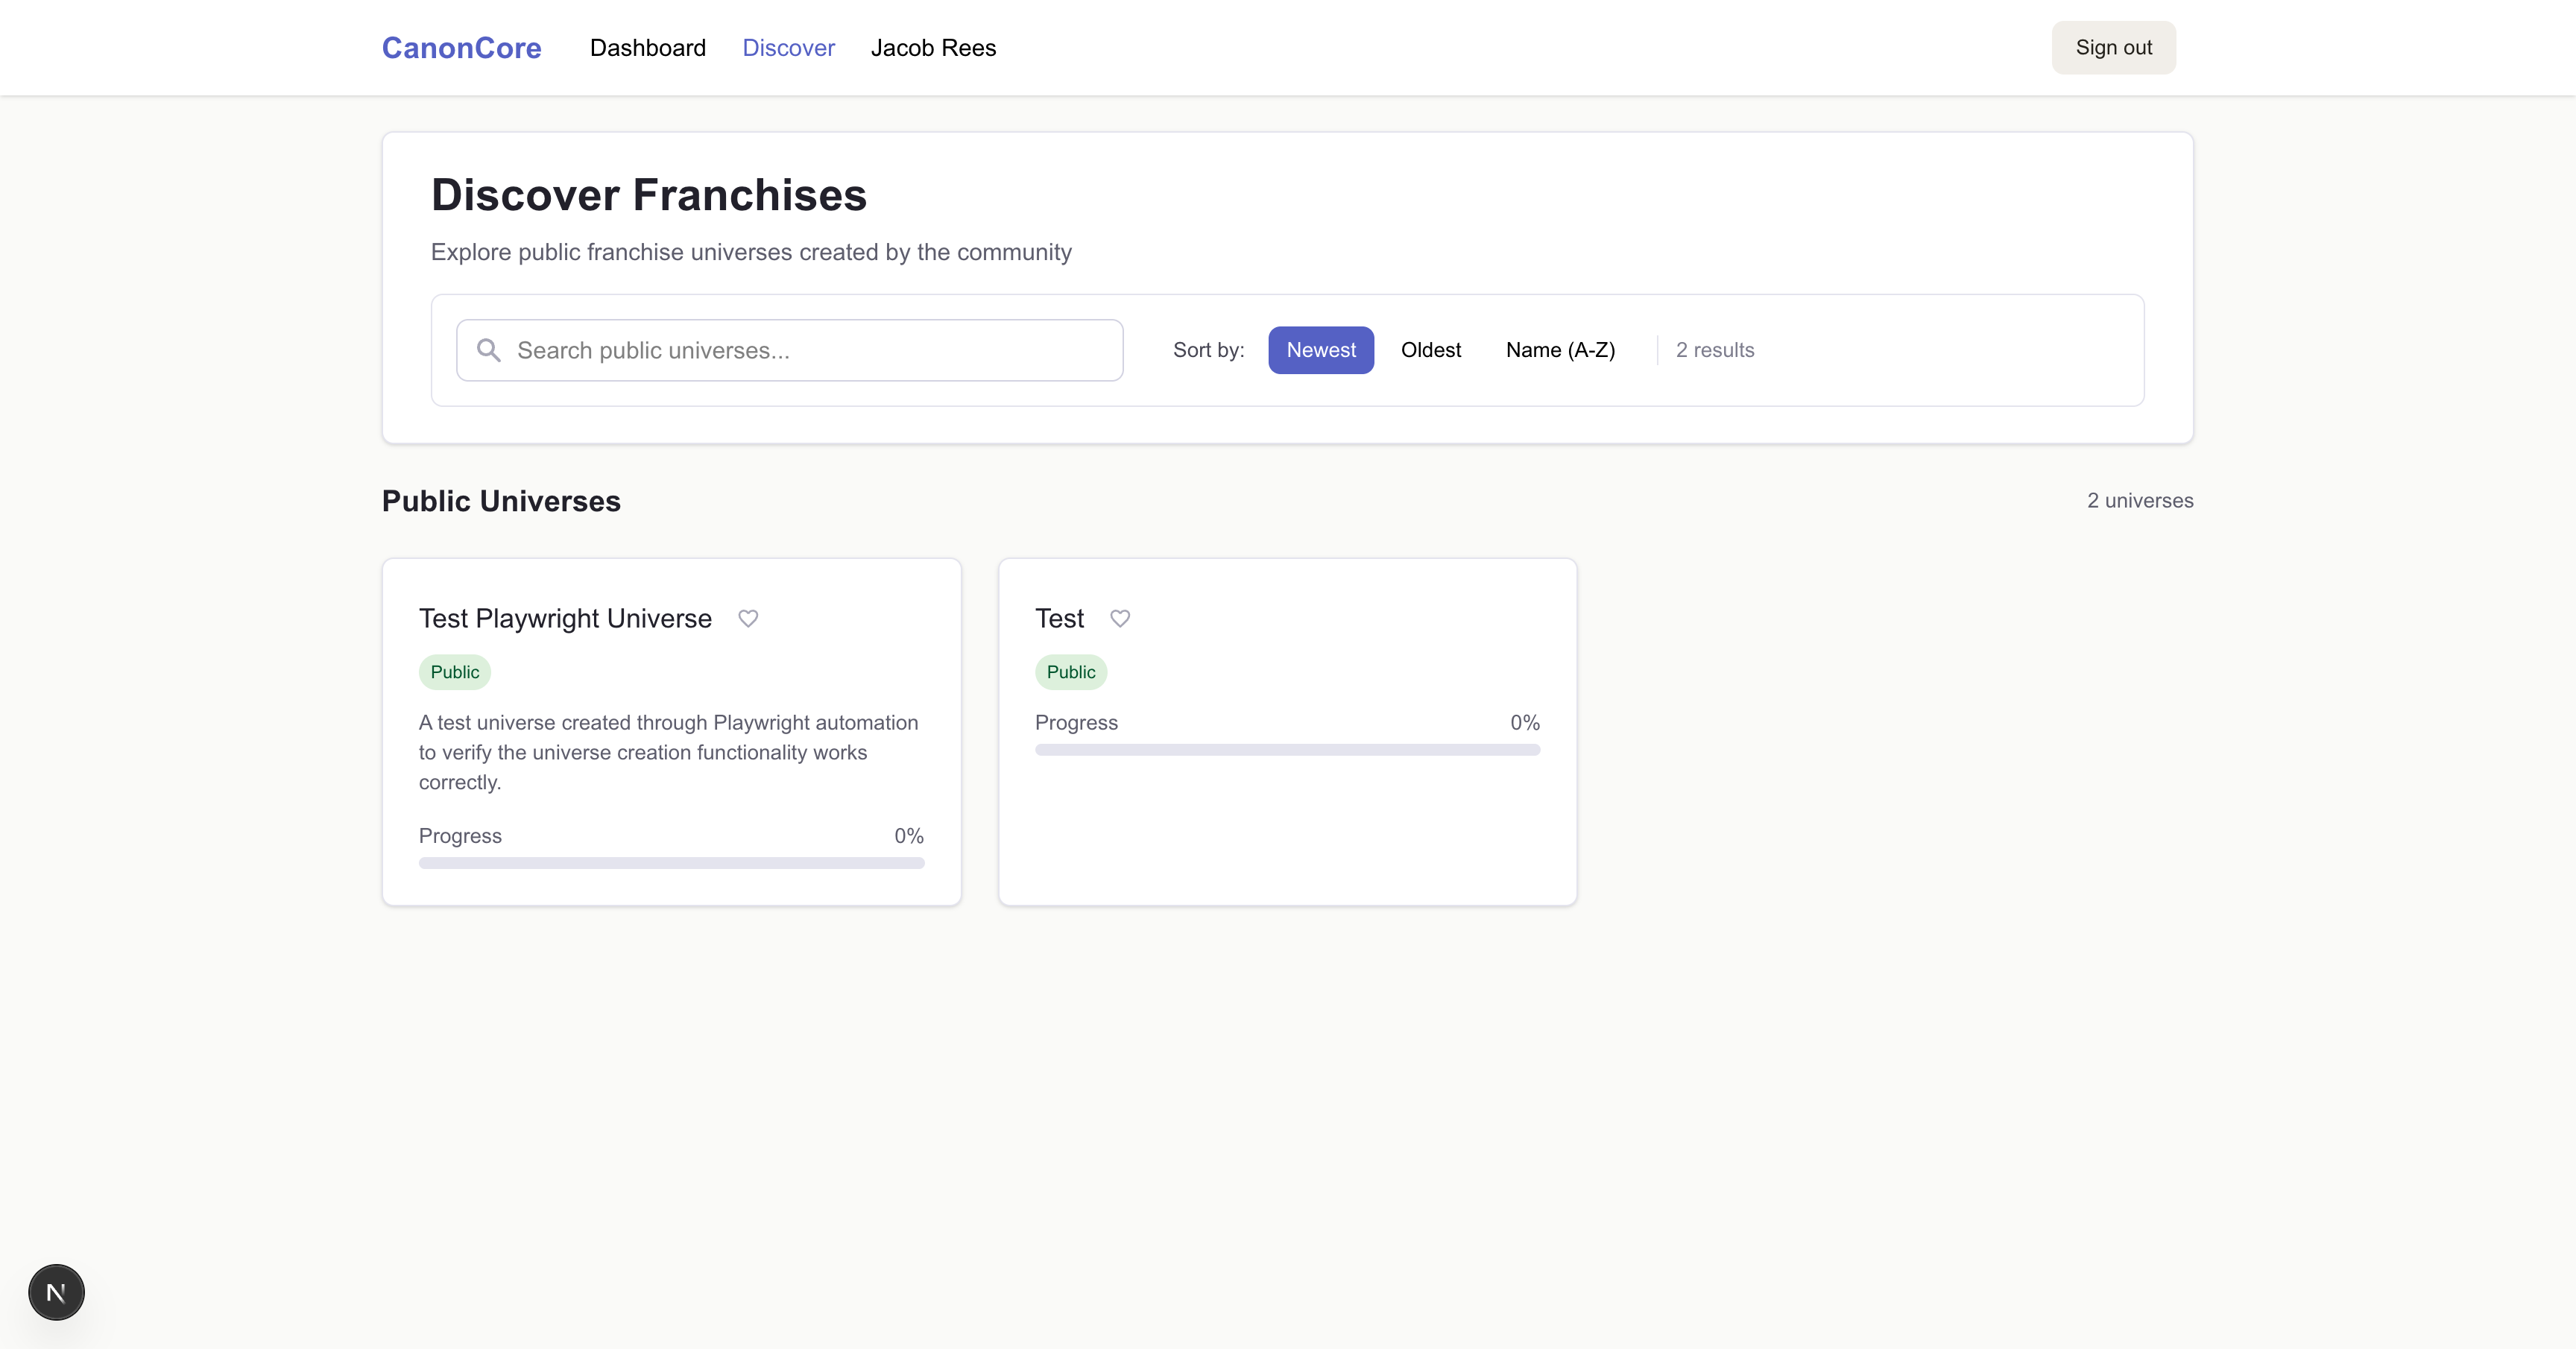 CanonCore Dashboard Discover Jacob Rees Sign out
Discover Franchises
Explore public franchise universes created by the community
Search public universes... Sort by: Newest Oldest Name (A-Z) 2 results
Public Universes 2 universes
Test Playwright Universe
Public
A test universe created through Playwright automation
to verify the universe creation functionality works
correctly.
Progress 0%
Test
Public
Progress 0%
N